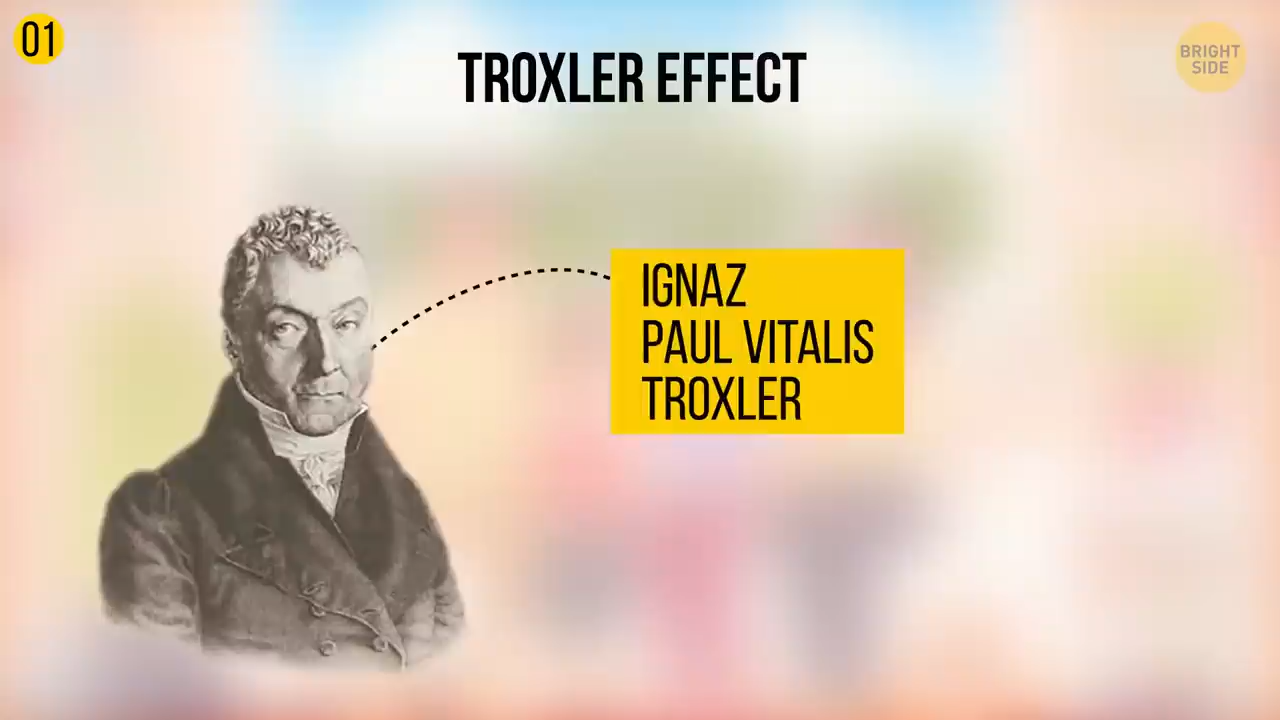 01
TROXLER EFFECT
BRIGHT
SIDE
IGNAZ
PAUL VITALIS
TROXLER